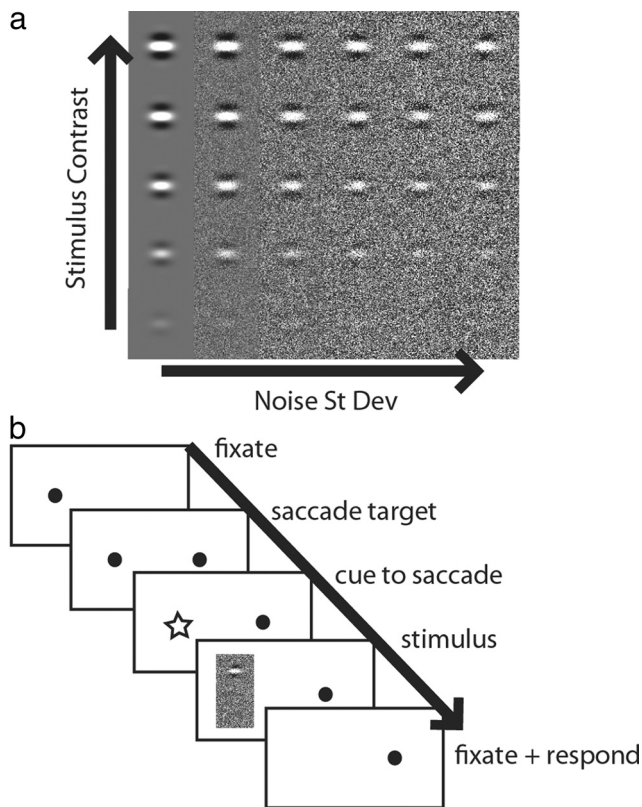 a
Stimulus Contrast
Noise St Dev
b
fixate
saccade target
cue to saccade
stimulus
fixate + respond